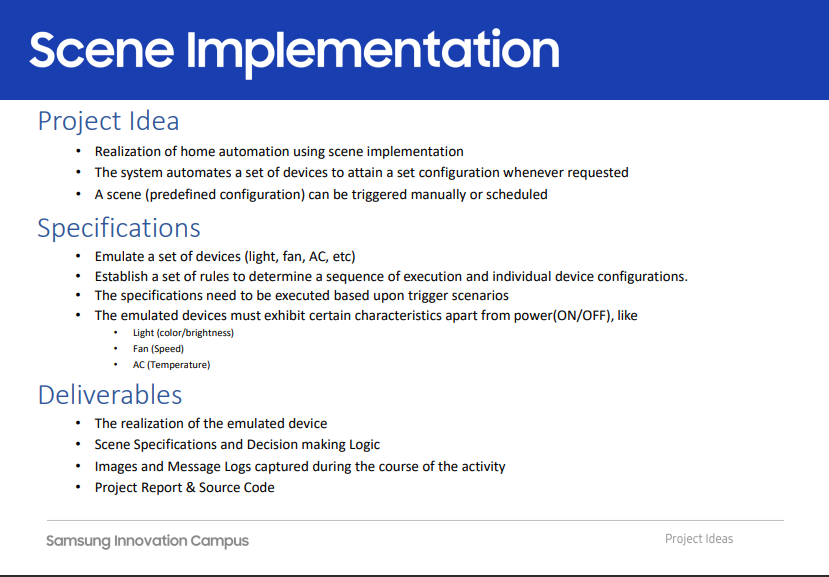 Scene Implementation
Project Idea
• Realization of home automation using scene implementation
• The system automates a set of devices to attain a set configuration whenever requested
• A scene (predefined configuration) can be triggered manually or scheduled
Specifications
• Emulate a set of devices (light, fan, AC, etc)
• Establish a set of rules to determine a sequence of execution and individual device configurations.
• The specifications need to be executed based upon trigger scenarios
• The emulated devices must exhibit certain characteristics apart from power(ON/OFF), like
• Light (color/brightness)
• Fan (Speed)
• AC (Temperature)
Deliverables
• The realization of the emulated device
• Scene Specifications and Decision making Logic
• Images and Message Logs captured during the course of the activity
• Project Report & Source Code
Samsung Innovation Campus
Project Ideas